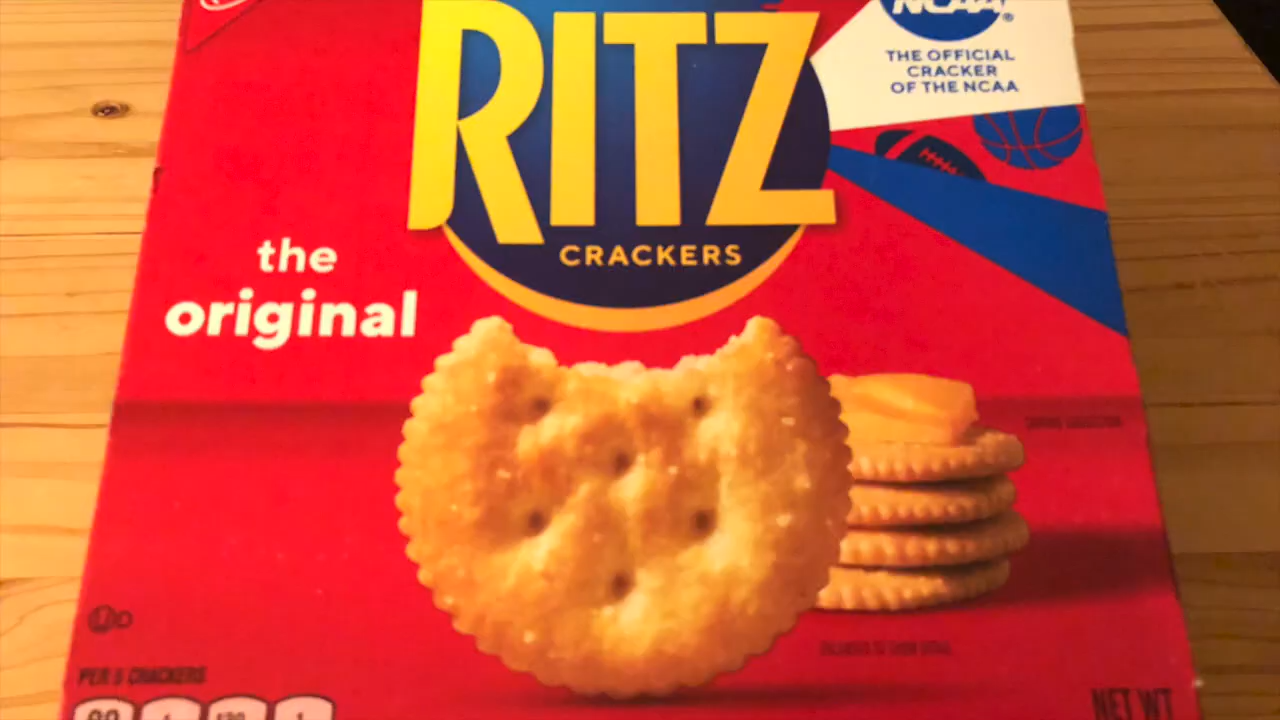 RITZ
CRACKERS
NCAA
®
THE OFFICIAL
CRACKER
OF THE NCAA
the
original
PER 5 CRACKERS
NET WT